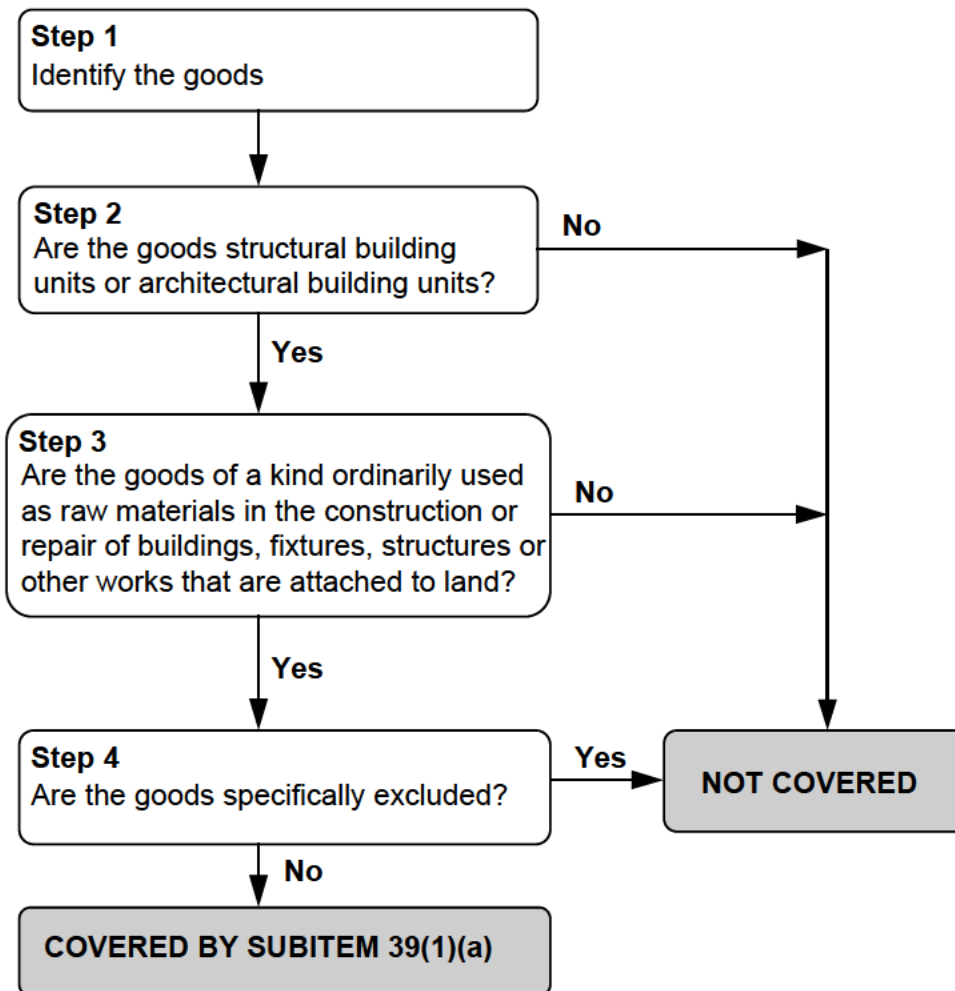 Step 1
Identify the goods
Step 2
Are the goods structural building
units or architectural building units?
No
Yes
Step 3
Are the goods of a kind ordinarily used
as raw materials in the construction or
repair of buildings, fixtures, structures or
other works that are attached to land?
No
Yes
Step 4
Are the goods specifically excluded?
Yes
NOT COVERED
No
COVERED BY SUBITEM 39(1)(a)